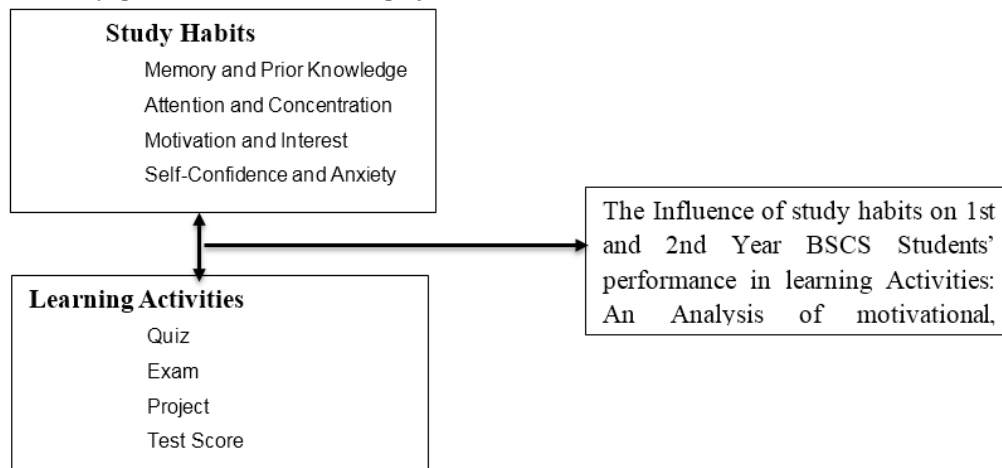 Study Habits
Memory and Prior Knowledge
Attention and Concentration
Motivation and Interest
Self-Confidence and Anxiety
The Influence of study habits on 1st
and 2nd Year BSCS Students’
performance in learning Activities:
An Analysis of motivational,
Learning Activities
Quiz
Exam
Project
Test Score